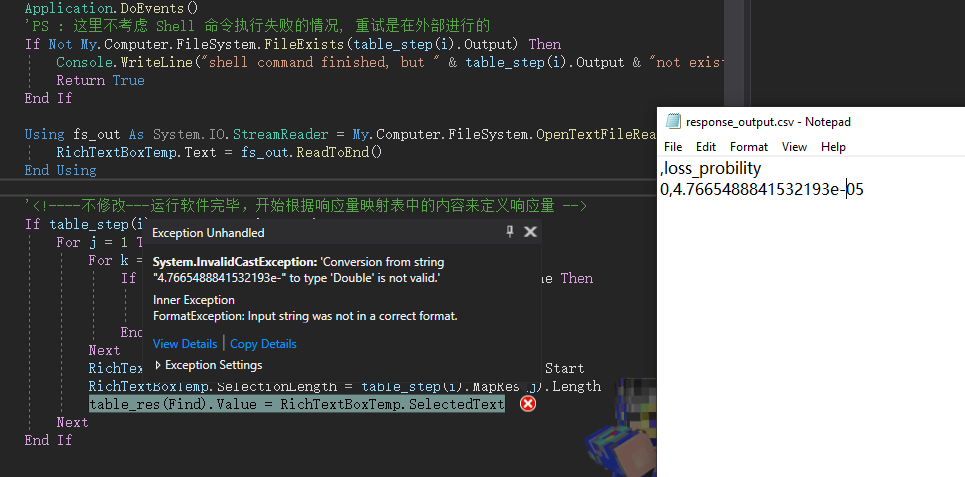 Application.DoEvents()
'PS : 这里不考虑 Shell 命令执行失败的情况, 重试是在外部进行的
If Not My.Computer.FileSystem.FileExists(table_step(i).Output) Then
Console.WriteLine("shell command finished, but " & table_step(i).Output & "not exis
Return True
End If
Using fs_out As System.IO.StreamReader = My.Computer.FileSystem.OpenTextFileRea
RichTextBoxTemp.Text = fs_out.ReadToEnd()
End Using
'<!----不修改---运行软件完毕，开始根据响应量映射表中的内容来定义响应量 -->
If table_step(i)
For j = 1 T
For k =
If
e Then
End
Next
RichTex
Start
RichTextBoxTemp.SelectionLength = table_step(i).MapRes(j).Length
table_res(Find).Value = RichTextBoxTemp.SelectedText
Next
End If
Exception Unhandled
System.InvalidCastException: 'Conversion from string
"4.7665488841532193e-" to type 'Double' is not valid.'
Inner Exception
FormatException: Input string was not in a correct format.
View Details | Copy Details
Exception Settings
response_output.csv - Notepad
File Edit Format View Help
,loss_probility
0,4.7665488841532193e-05